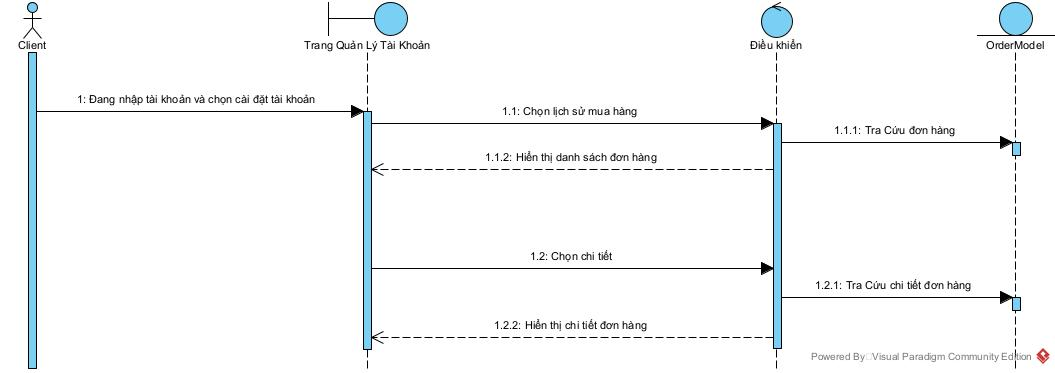 Client
Trang Quản Lý Tài Khoản
Điều khiển
OrderModel
1: Đang nhập tài khoản và chọn cài đặt tài khoản
1.1: Chọn lịch sử mua hàng
1.1.1: Tra Cứu đơn hàng
1.1.2: Hiển thị danh sách đơn hàng
1.2: Chọn chi tiết
1.2.1: Tra Cứu chi tiết đơn hàng
1.2.2: Hiển thị chi tiết đơn hàng
Powered By Visual Paradigm Community Edition